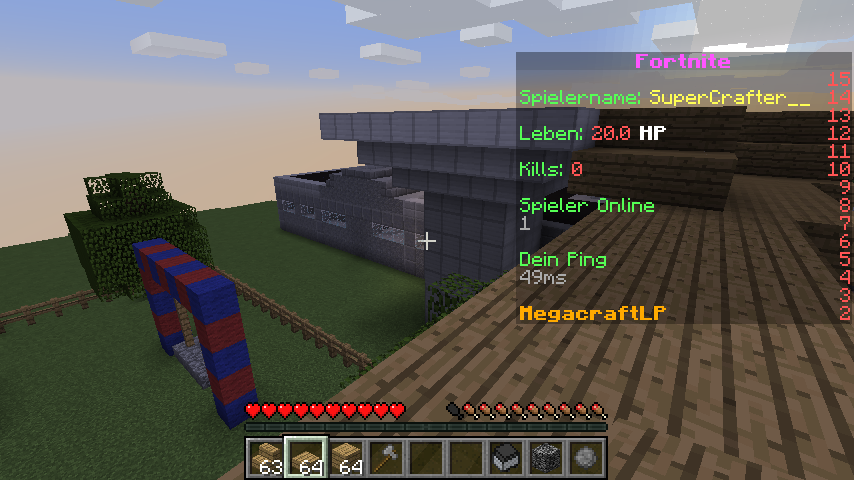 Fortnite
15
Spielername: SuperCrafter__ 14
13
Leben: 20.0 HP 12
11
Kills: 0 10
9
Spieler Online 8
1 7
6
Dein Ping 5
49ms 4
3
MegacraftLP 2
63 64 64